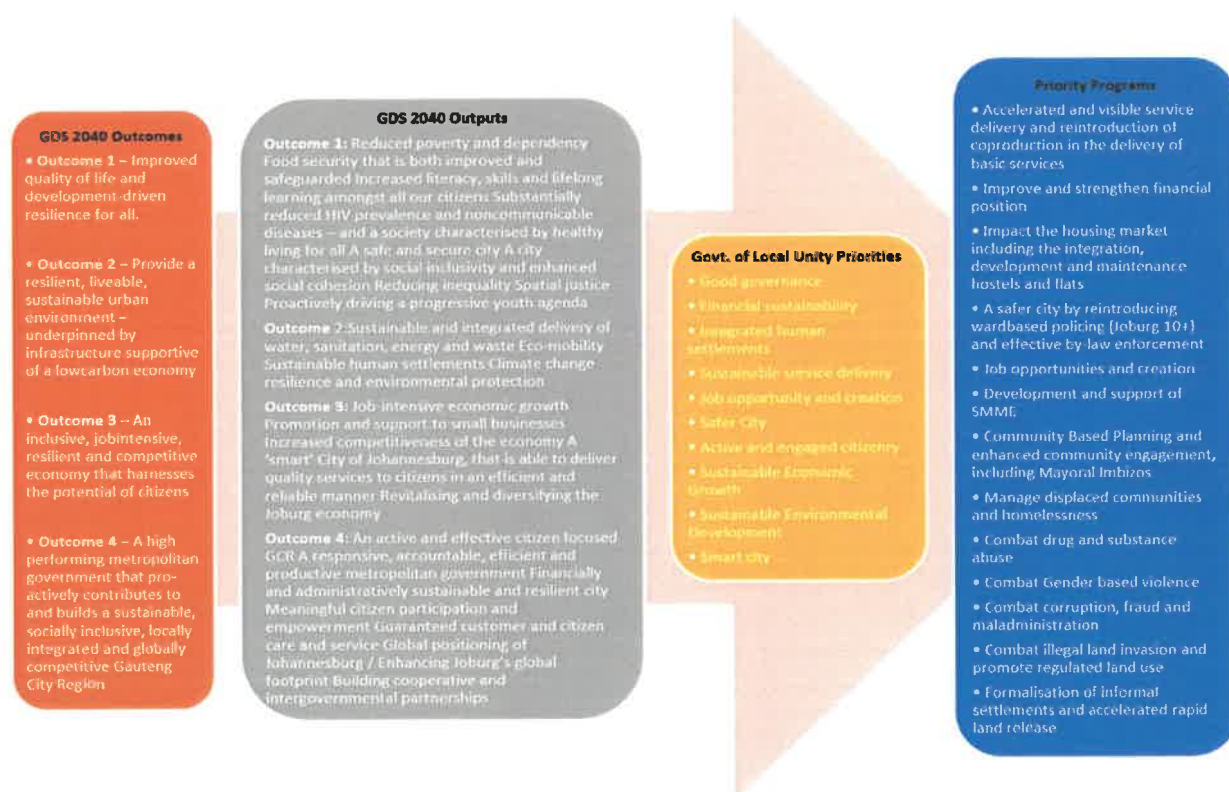 GDS 2040 Outcomes
• Outcome 1 – Improved
quality of life and
development-driven
resilience for all.
• Outcome 2 – Provide a
resilient, liveable,
sustainable urban
environment –
underpinned by
infrastructure supportive
of a lowcarbon economy
• Outcome 3 – An
inclusive, jobintensive,
resilient and competitive
economy that harnesses
the potential of citizens
• Outcome 4 – A high
performing metropolitan
government that pro-
actively contributes to
and builds a sustainable,
socially inclusive, locally
integrated and globally
competitive Gauteng
City Region
GDS 2040 Outputs
Outcome 1: Reduced poverty and dependency
Food security that is both improved and
safeguarded Increased literacy, skills and lifelong
learning amongst all our citizens Substantially
reduced HIV prevalence and noncommunicable
diseases – and a society characterised by healthy
living for all A safe and secure city A city
characterised by social inclusivity and enhanced
social cohesion Reducing inequality Spatial justice
Proactively driving a progressive youth agenda
Outcome 2:Sustainable and integrated delivery of
water, sanitation, energy and waste Eco-mobility
Sustainable human settlements Climate change
resilience and environmental protection
Outcome 3: Job-intensive economic growth
Promotion and support to small businesses
Increased competitiveness of the economy A
‘smart’ City of Johannesburg, that is able to deliver
quality services to citizens in an efficient and
reliable manner Revitalising and diversifying the
Joburg economy
Outcome 4: An active and effective citizen focused
GCR A responsive, accountable, efficient and
productive metropolitan government Financially
and administratively sustainable and resilient city
Meaningful citizen participation and
empowerment Guaranteed customer and citizen
care and service Global positioning of
Johannesburg / Enhancing Joburg's global
footprint Building cooperative and
intergovernmental partnerships
Govt. of Local Unity Priorities
• Good governance
• Financial sustainability
• Integrated human
settlements
• Sustainable service delivery
• Job opportunity and creation
• Safer City
• Active and engaged citizenry
• Sustainable Economic
Growth
• Sustainable Environmental
Development
• Smart city
Priority Programs
• Accelerated and visible service
delivery and reintroduction of
coproduction in the delivery of
basic services
• Improve and strengthen financial
position
• Impact the housing market
including the integration,
development and maintenance
hostels and flats
• A safer city by reintroducing
wardbased policing (Joburg 10+)
and effective by law enforcement
• Job opportunities and creation
• Development and support of
SMME
• Community Based Planning and
enhanced community engagement,
including Mayoral Imbizos
• Manage displaced communities
and homelessness
• Combat drug and substance
abuse
• Combat Gender based violence
• Combat corruption, fraud and
maladministration
• Combat illegal land invasion and
promote regulated land use
• Formalisation of informal
settlements and accelerated rapid
land release